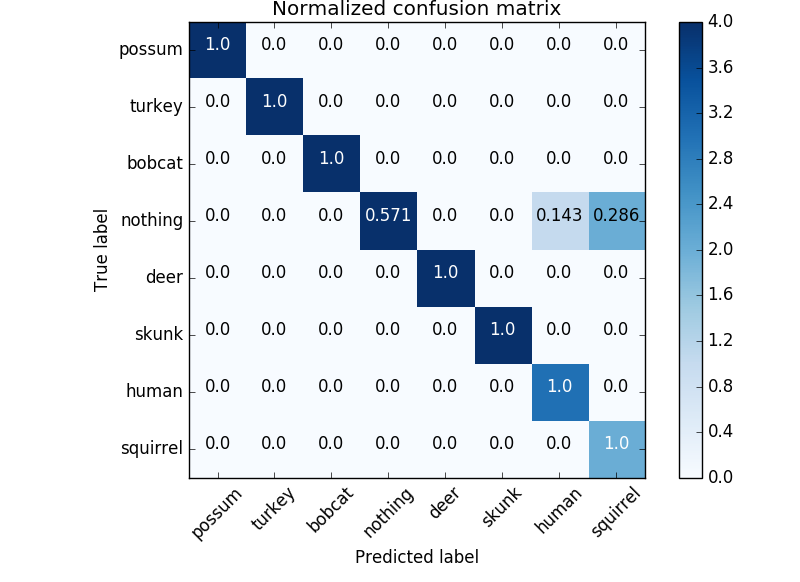 Normalized confusion matrix
possum 1.0 0.0 0.0 0.0 0.0 0.0 0.0 0.0
turkey 0.0 1.0 0.0 0.0 0.0 0.0 0.0 0.0
bobcat 0.0 0.0 1.0 0.0 0.0 0.0 0.0 0.0
nothing 0.0 0.0 0.0 0.571 0.0 0.0 0.143 0.286
deer 0.0 0.0 0.0 0.0 1.0 0.0 0.0 0.0
skunk 0.0 0.0 0.0 0.0 0.0 1.0 0.0 0.0
human 0.0 0.0 0.0 0.0 0.0 0.0 1.0 0.0
squirrel 0.0 0.0 0.0 0.0 0.0 0.0 0.0 1.0
True label
possum turkey bobcat nothing deer skunk human squirrel
Predicted label
4.0
3.6
3.2
2.8
2.4
2.0
1.6
1.2
0.8
0.4
0.0